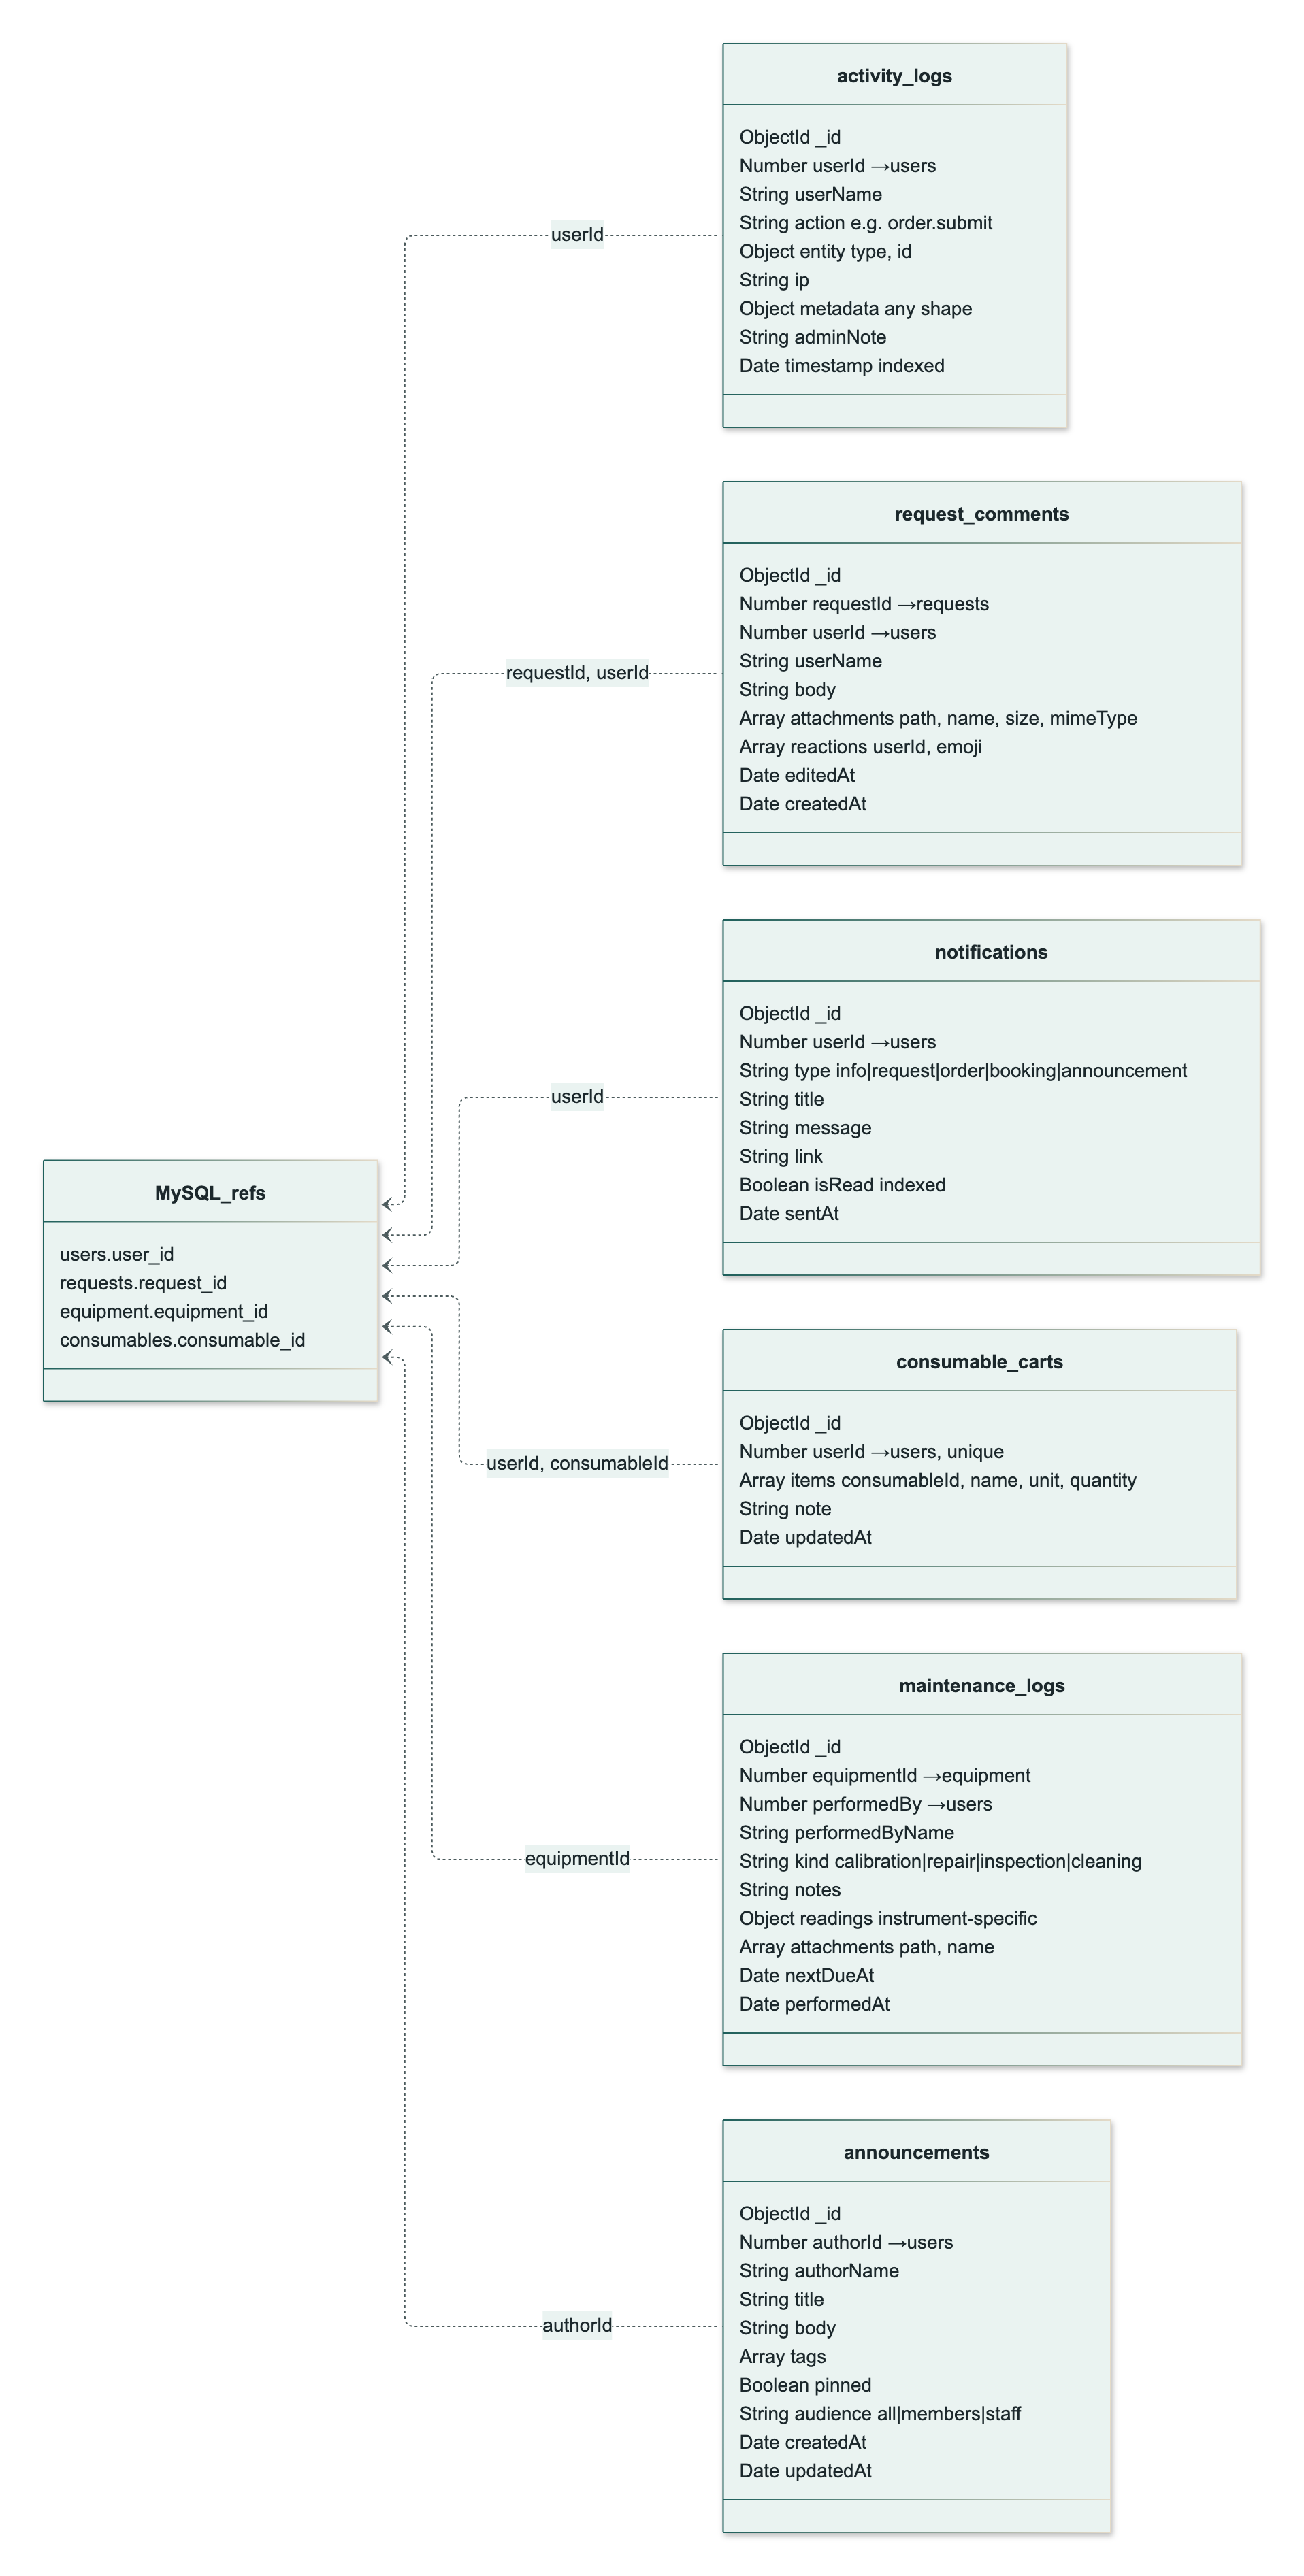 activity_logs
ObjectId _id
Number userId →users
String userName
String action e.g. order.submit
Object entity type, id
String ip
Object metadata any shape
String adminNote
Date timestamp indexed
userId
request_comments
ObjectId _id
Number requestId →requests
Number userId →users
String userName
String body
Array attachments path, name, size, mimeType
Array reactions userId, emoji
Date editedAt
Date createdAt
requestId, userId
notifications
ObjectId _id
Number userId →users
String type info|request|order|booking|announcement
String title
String message
String link
Boolean isRead indexed
Date sentAt
userId
MySQL_refs
users.user_id
requests.request_id
equipment.equipment_id
consumables.consumable_id
consumable_carts
ObjectId _id
Number userId →users, unique
Array items consumableId, name, unit, quantity
String note
Date updatedAt
userId, consumableId
maintenance_logs
ObjectId _id
Number equipmentId →equipment
Number performedBy →users
String performedByName
String kind calibration|repair|inspection|cleaning
String notes
Object readings instrument-specific
Array attachments path, name
Date nextDueAt
Date performedAt
equipmentId
announcements
ObjectId _id
Number authorId →users
String authorName
String title
String body
Array tags
Boolean pinned
String audience all|members|staff
Date createdAt
Date updatedAt
authorId